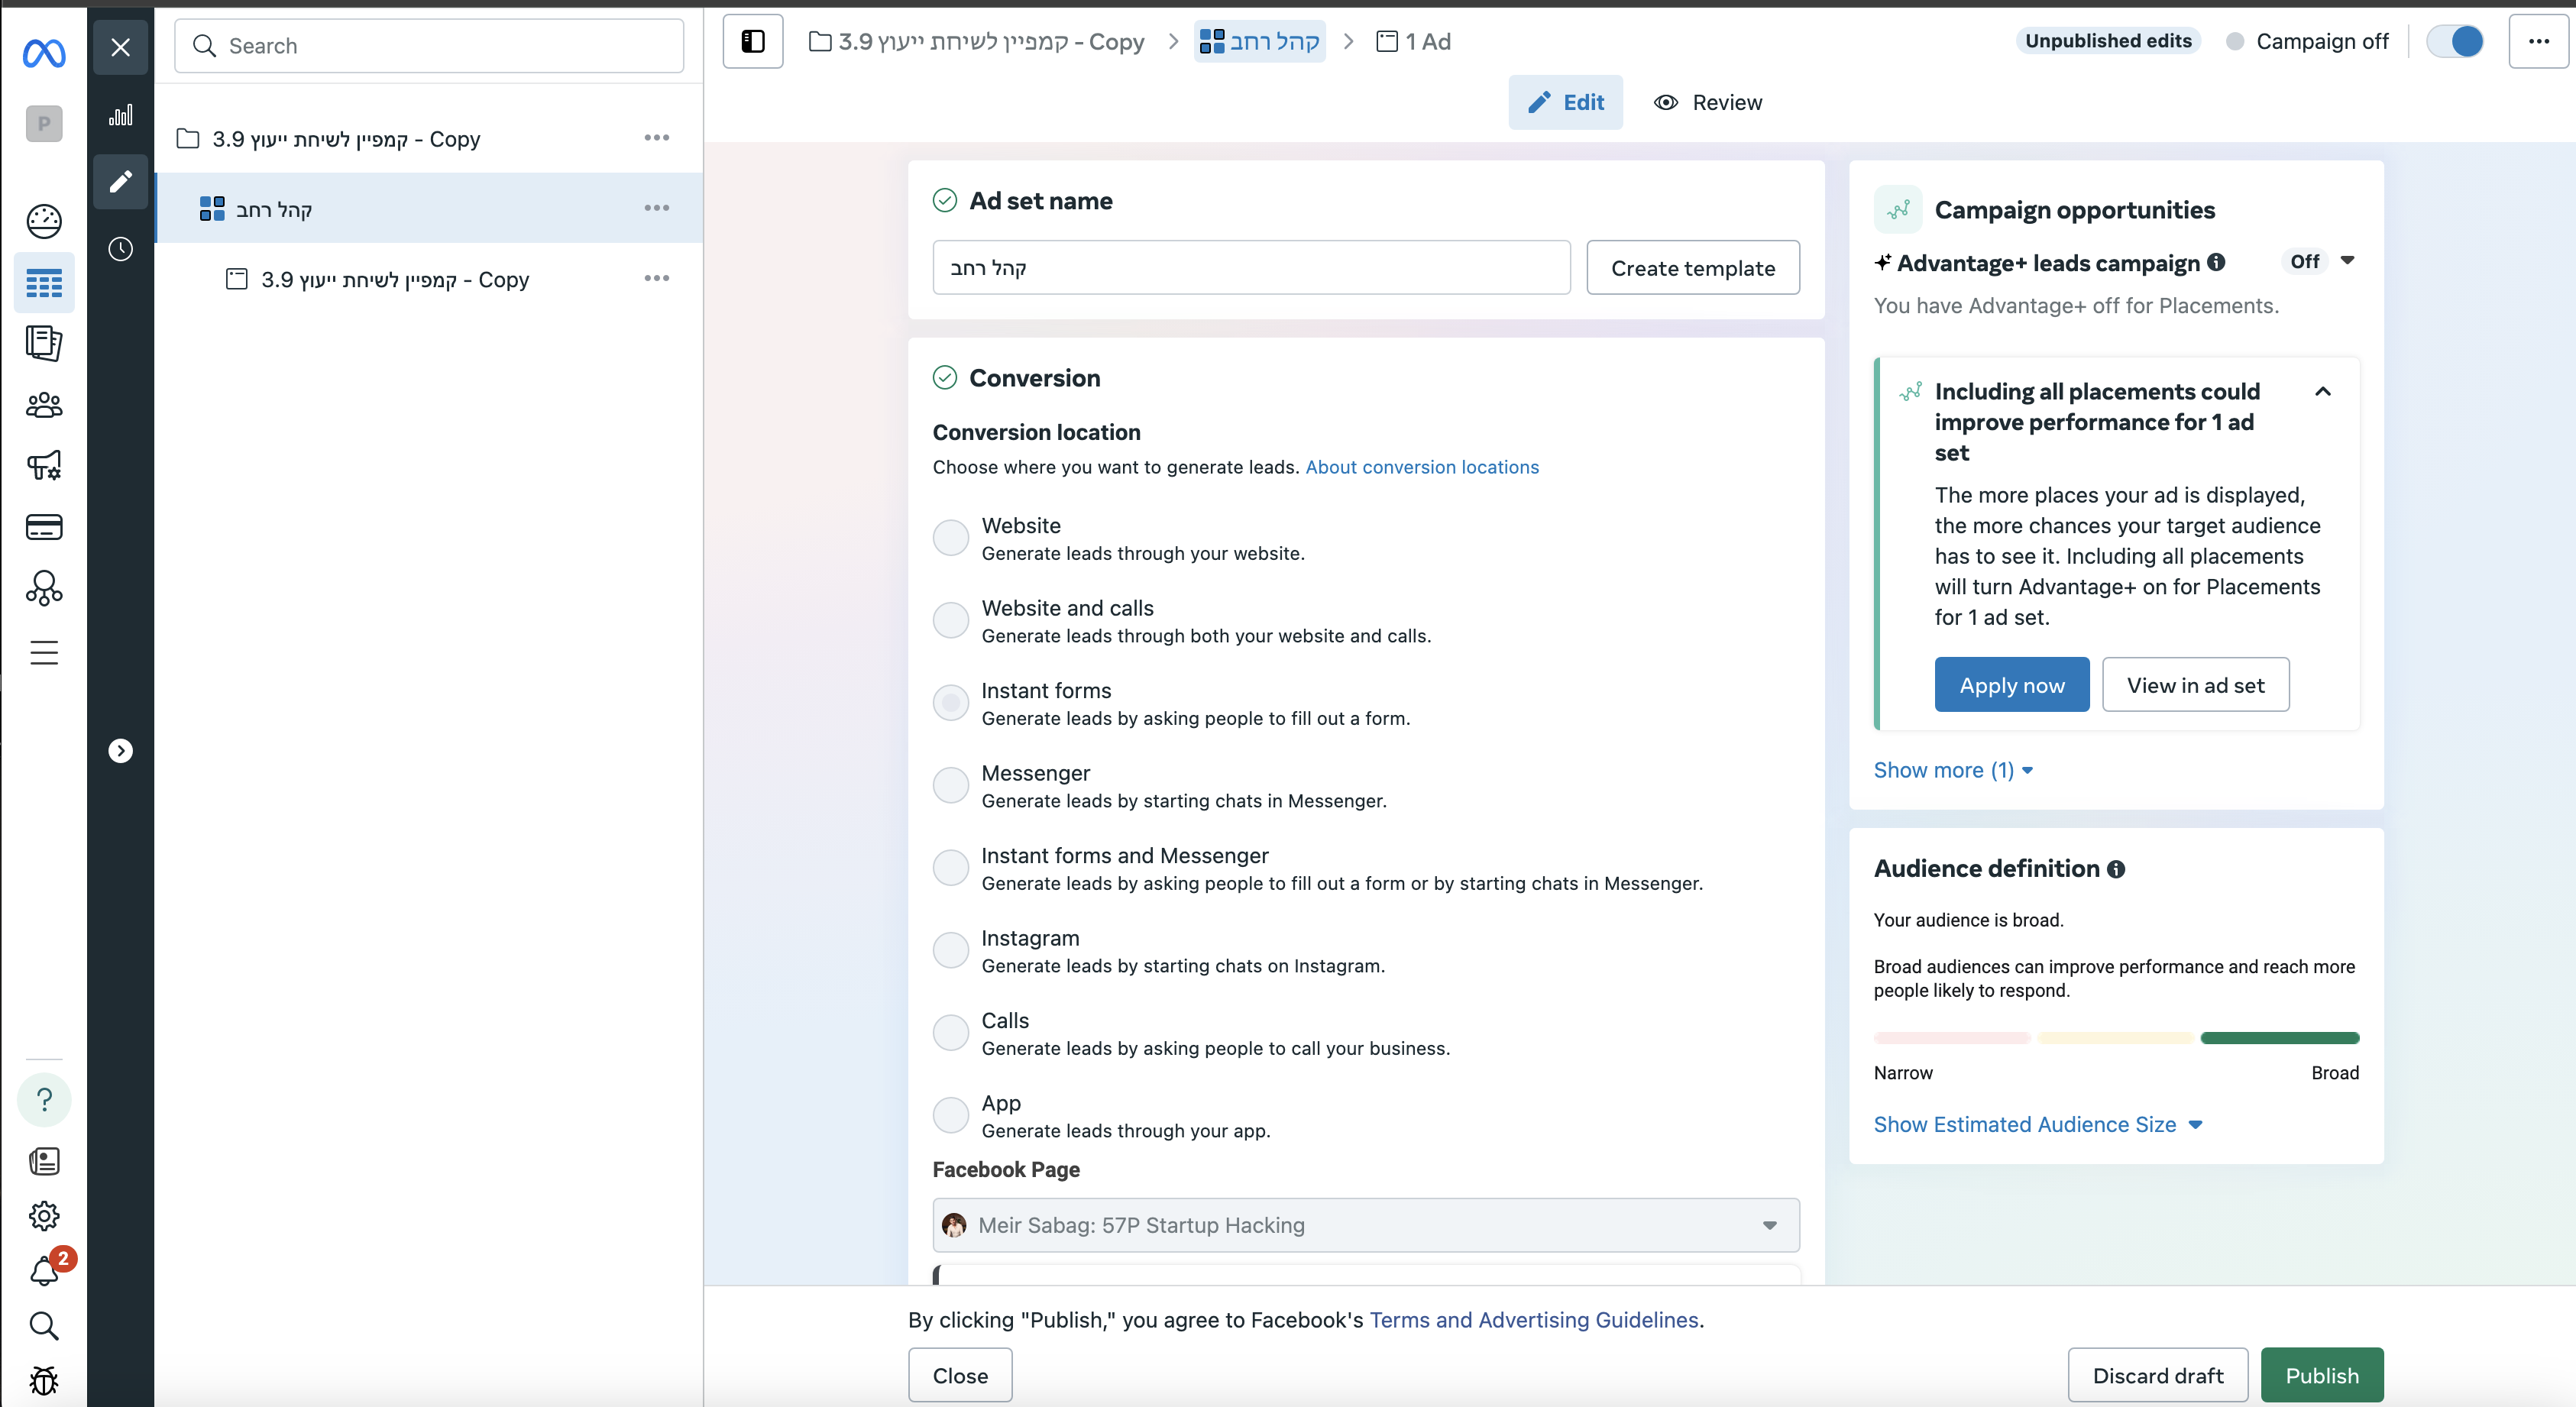 P
Search
3.9 קמפיין לשיחת ייעוץ - Copy
קהל רחב
3.9 קמפיין לשיחת ייעוץ - Copy
2
3.9 קמפיין לשיחת ייעוץ - Copy
קהל רחב
1 Ad
Unpublished edits
Campaign off
Edit
Review
Ad set name
קהל רחב
Create template
Conversion
Conversion location
Choose where you want to generate leads. About conversion locations
Website
Generate leads through your website.
Website and calls
Generate leads through both your website and calls.
Instant forms
Generate leads by asking people to fill out a form.
Messenger
Generate leads by starting chats in Messenger.
Instant forms and Messenger
Generate leads by asking people to fill out a form or by starting chats in Messenger.
Instagram
Generate leads by starting chats on Instagram.
Calls
Generate leads by asking people to call your business.
App
Generate leads through your app.
Facebook Page
Meir Sabag: 57P Startup Hacking
Campaign opportunities
Advantage+ leads campaign
Off
You have Advantage+ off for Placements.
Including all placements could
improve performance for 1 ad
set
The more places your ad is displayed,
the more chances your target audience
has to see it. Including all placements
will turn Advantage+ on for Placements
for 1 ad set.
Apply now
View in ad set
Show more (1)
Audience definition
Your audience is broad.
Broad audiences can improve performance and reach more
people likely to respond.
Narrow
Broad
Show Estimated Audience Size
By clicking "Publish," you agree to Facebook's Terms and Advertising Guidelines.
Close
Discard draft
Publish